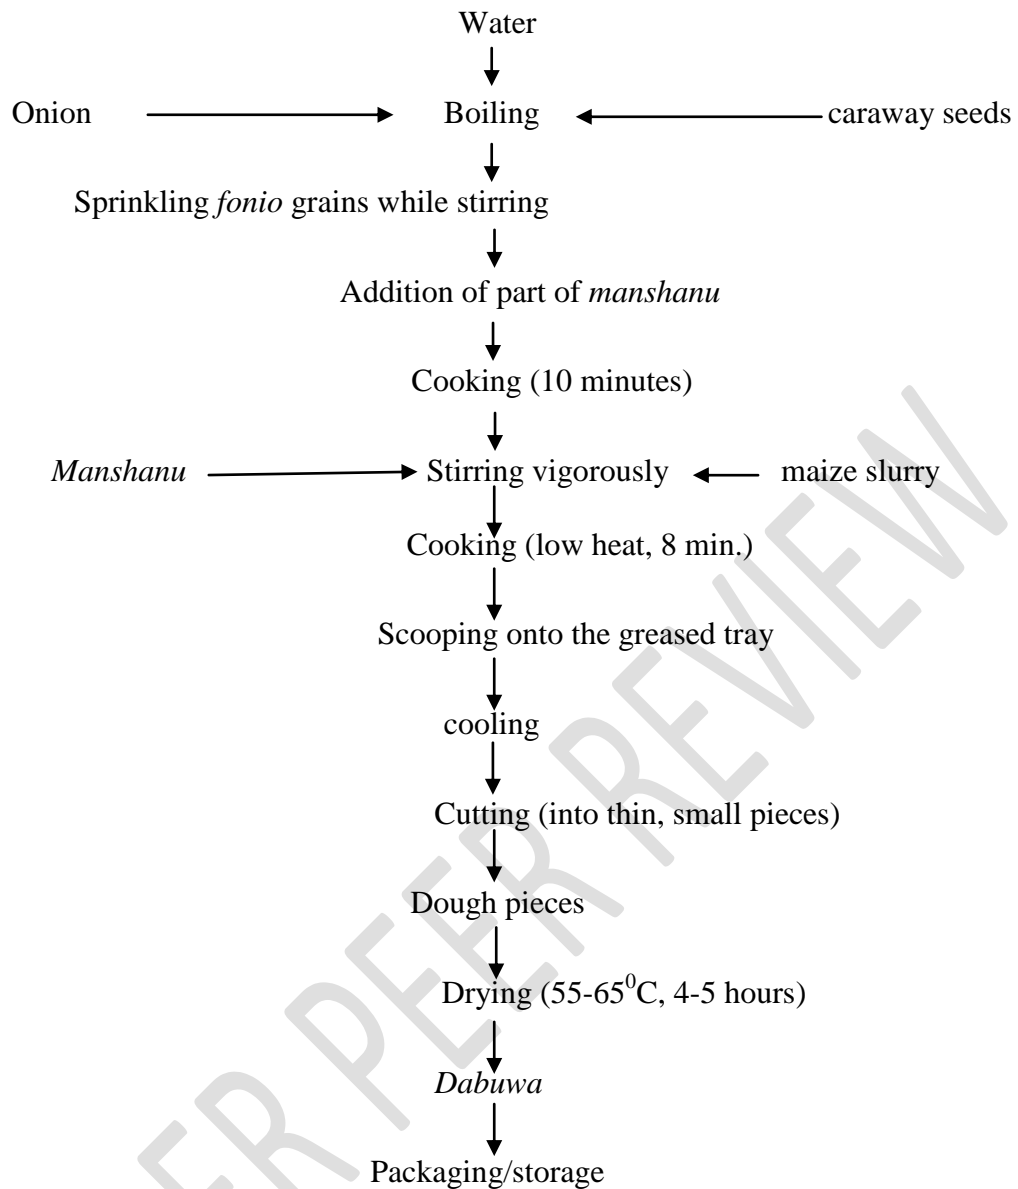 Water
Onion Boiling caraway seeds
Sprinkling fonio grains while stirring
Addition of part of manshanu
Cooking (10 minutes)
Manshanu Stirring vigorously maize slurry
Cooking (low heat, 8 min.)
Scooping onto the greased tray
cooling
Cutting (into thin, small pieces)
Dough pieces
Drying (55-65⁰C, 4-5 hours)
Dabuwa
Packaging/storage
ER PEER REVIEW